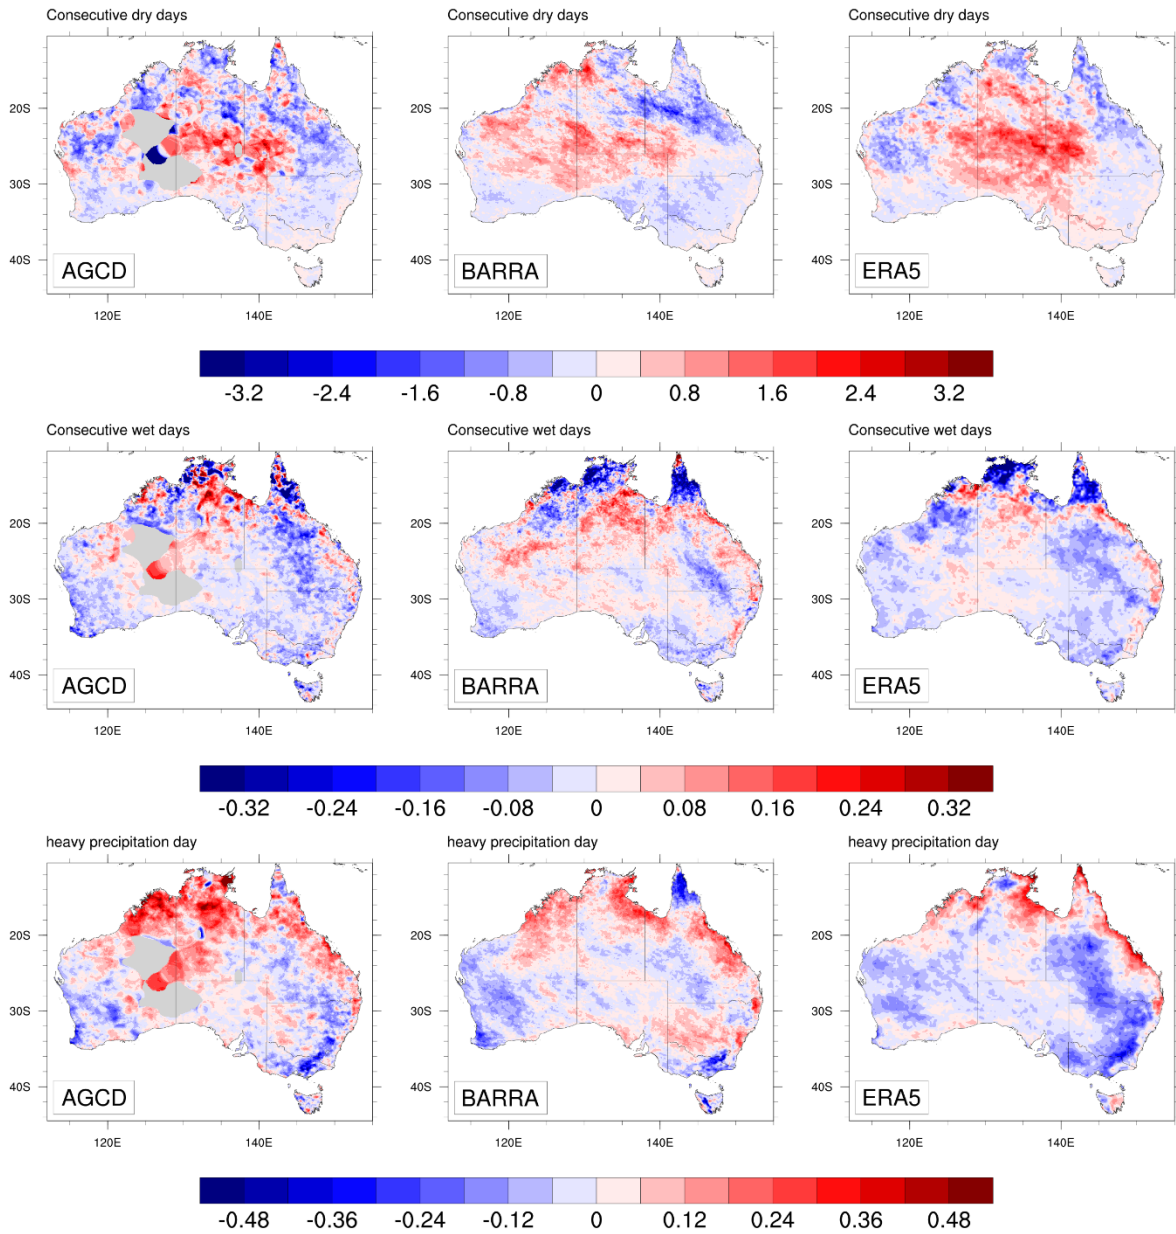 Consecutive dry days
Consecutive dry days
Consecutive dry days
20S
30S
40S
AGCD
120E
140E
20S
30S
40S
BARRA
120E
140E
20S
30S
40S
ERA5
120E
140E
-3.2 -2.4 -1.6 -0.8 0 0.8 1.6 2.4 3.2
Consecutive wet days
Consecutive wet days
Consecutive wet days
20S
30S
40S
AGCD
120E
140E
20S
30S
40S
BARRA
120E
140E
20S
30S
40S
ERA5
120E
140E
-0.32 -0.24 -0.16 -0.08 0 0.08 0.16 0.24 0.32
heavy precipitation day
heavy precipitation day
heavy precipitation day
20S
30S
40S
AGCD
120E
140E
20S
30S
40S
BARRA
120E
140E
20S
30S
40S
ERA5
120E
140E
-0.48 -0.36 -0.24 -0.12 0 0.12 0.24 0.36 0.48